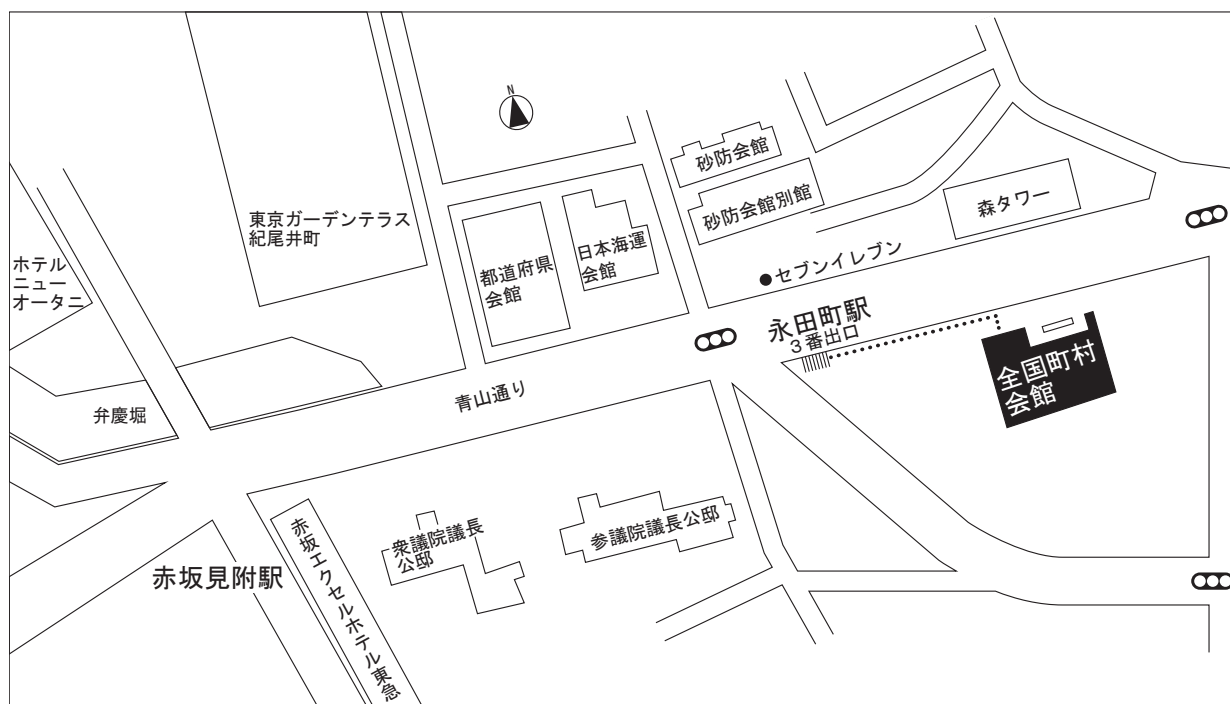 N
砂防会館
砂防会館別館
森タワー
東京ガーデンテラス
紀尾井町
都道府県
会館
日本海運
会館
ホテル
ニュー
オータニ
●セブンイレブン
永田町駅
3番出口
全国町村
会館
青山通り
弁慶堀
衆議院議長
公邸
参議院議長公邸
赤坂見附駅
赤坂エクセルホテル東急